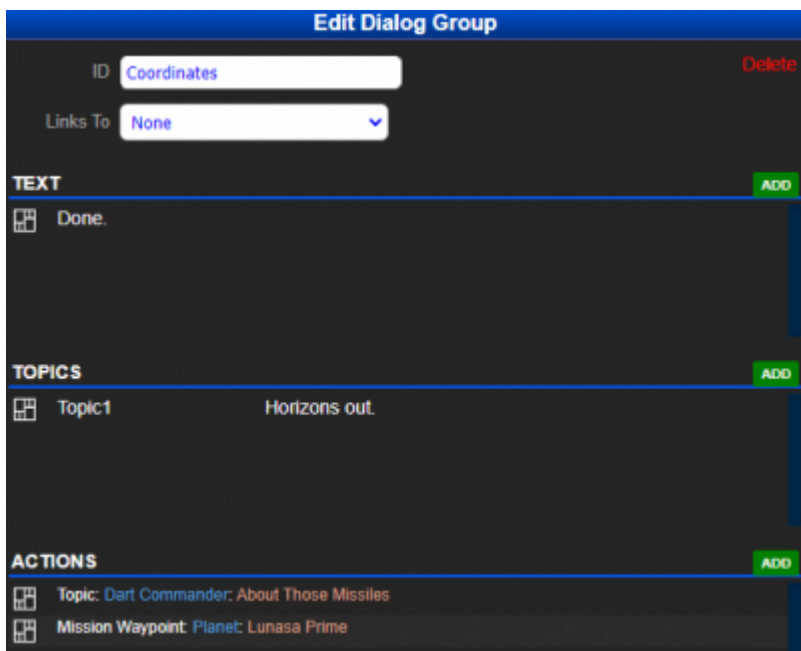 Edit Dialog Group
ID Coordinates Delete
Links To None
TEXT ADD
Done.
TOPICS ADD
Topic1 Horizons out.
ACTIONS ADD
Topic: Dart Commander: About Those Missiles
Mission Waypoint: Planet: Lunasa Prime